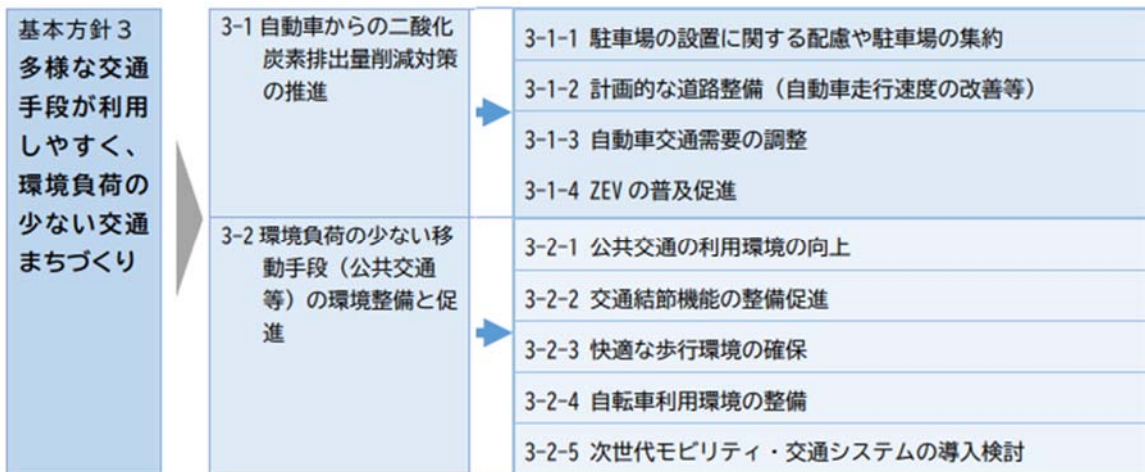 基本方針３
多様な交通
手段が利用
しやすく、
環境負荷の
少ない交通
まちづくり
3-1 自動車からの二酸化
炭素排出量削減対策
の推進
3-1-1 駐車場の設置に関する配慮や駐車場の集約
3-1-2 計画的な道路整備（自動車走行速度の改善等）
3-1-3 自動車交通需要の調整
3-1-4 ZEV の普及促進
3-2 環境負荷の少ない移
動手段（公共交通
等）の環境整備と促
進
3-2-1 公共交通の利用環境の向上
3-2-2 交通結節機能の整備促進
3-2-3 快適な歩行環境の確保
3-2-4 自転車利用環境の整備
3-2-5 次世代モビリティ・交通システムの導入検討